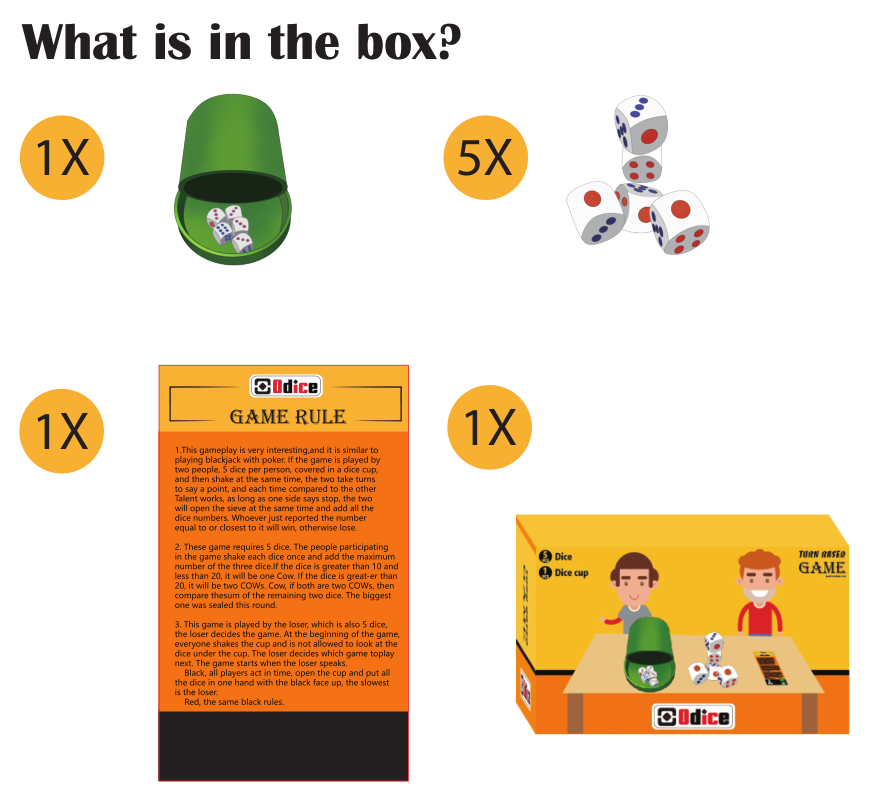 What is in the box?
1X
5X
1X
Odice
GAME RULE
1.This gameplay is very interesting,and it is similar to
playing blackjack with poker. If the game is played by
two people, 5 dice per person, covered in a dice cup,
and then shake at the same time, the two take turns
to say a point, and each time compared to the other
Talent works, as long as one side says stop, the two
will open the sieve at the same time and add all the
dice numbers. Whoever just reported the number
equal to or closest to it will win, otherwise lose.
2. These game requires 5 dice. The people participating
in the game shake each dice once and add the maximum
number of the three dice.If the dice is greater than 10 and
less than 20, it will be one Cow. If the dice is great-er than
20, it will be two COWs. Cow, if both are two COWs, then
compare thesum of the remaining two dice. The biggest
one was sealed this round.
3. This game is played by the loser, which is also 5 dice,
the loser decides the game. At the beginning of the game,
everyone shakes the cup and is not allowed to look at the
dice under the cup. The loser decides which game toplay
next. The game starts when the loser speaks.
Black, all players act in time, open the cup and put all
the dice in one hand with the black face up, the slowest
is the loser.
Red, the same black rules.
1X
5 Dice
1 Dice cup
TURN BASED
GAME
Odice